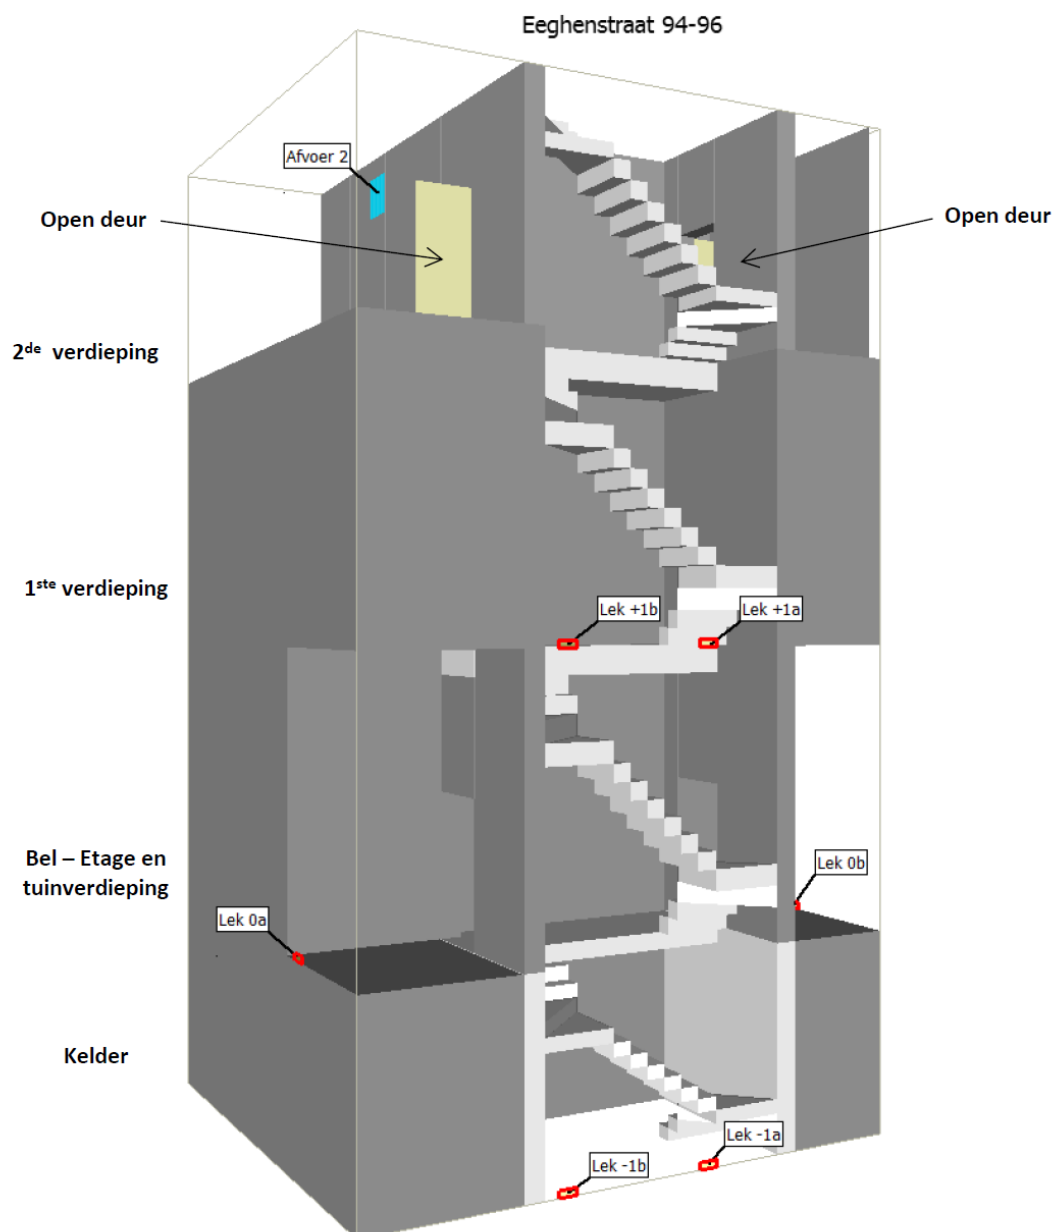 Eeghenstraat 94-96
Afvoer 2
Open deur
Open deur
2de verdieping
1ste verdieping
Lek +1b
Lek +1a
Bel – Etage en
tuinverdieping
Lek 0b
Lek 0a
Kelder
Lek -1a
Lek -1b